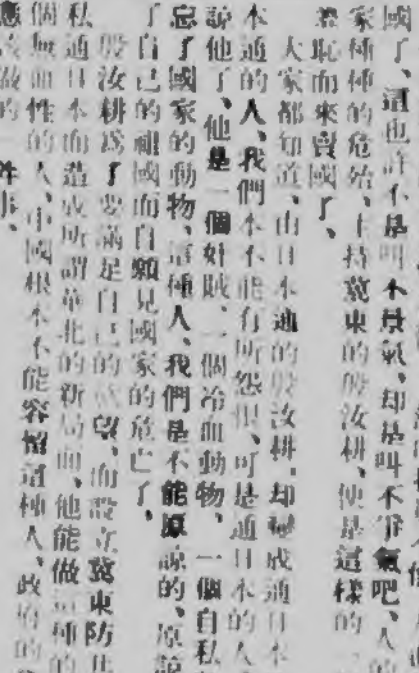 國了、這也許不是叫不景氣、却是叫不爭氣吧、人的
家種種的危殆、主持冀東的殷汝耕、便是這樣的
羞恥而來賣國了、
大家都知道、由日本通的殷汝耕、却變成通日本
本通的人、我們本不能有所怨恨、可是通日本的人
諒他了、他是一個奸賊、一個冷血動物、一個自私
忘了國家的動物、這種人、我們是不能原諒的、原諒
了自己的祖國而自願見國家的危亡了、
殷汝耕爲了要滿足自己的慾望、而設立冀東防共
私通日本而造成所謂華北的新局面、他能做這種的
個無血性的人、中國根本不能容留這種人、政府的
應該做的一件事、